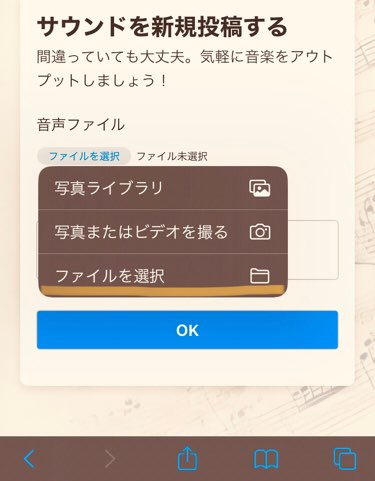 サウンドを新規投稿する
間違っていても大丈夫。気軽に音楽をアウト
プットしましょう！
音声ファイル
ファイルを選択 ファイル未選択
写真ライブラリ
写真またはビデオを撮る
ファイルを選択
OK